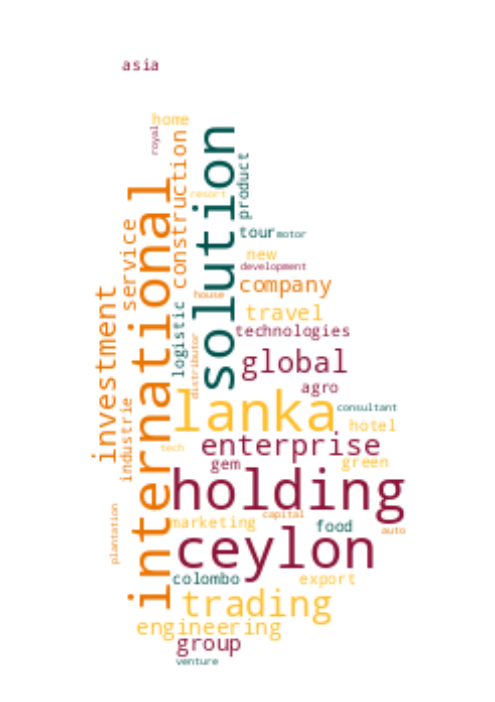 asia
home
royal
solution
construction
product
international
resort
service
tour
motor
new
development
company
investment
house
logistic
travel
technologies
distributor
global
agro
lanka
consultant
industrie
hotel
enterprise
tech
gem
green
holding
plantation
capital
marketing
food
auto
ceylon
colombo
export
trading
engineering
group
venture